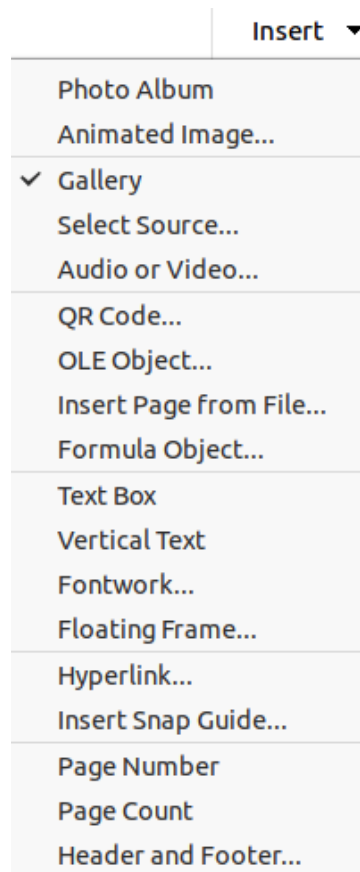 Insert
Photo Album
Animated Image...
Gallery
Select Source...
Audio or Video...
QR Code...
OLE Object...
Insert Page from File...
Formula Object...
Text Box
Vertical Text
Fontwork...
Floating Frame...
Hyperlink...
Insert Snap Guide...
Page Number
Page Count
Header and Footer...